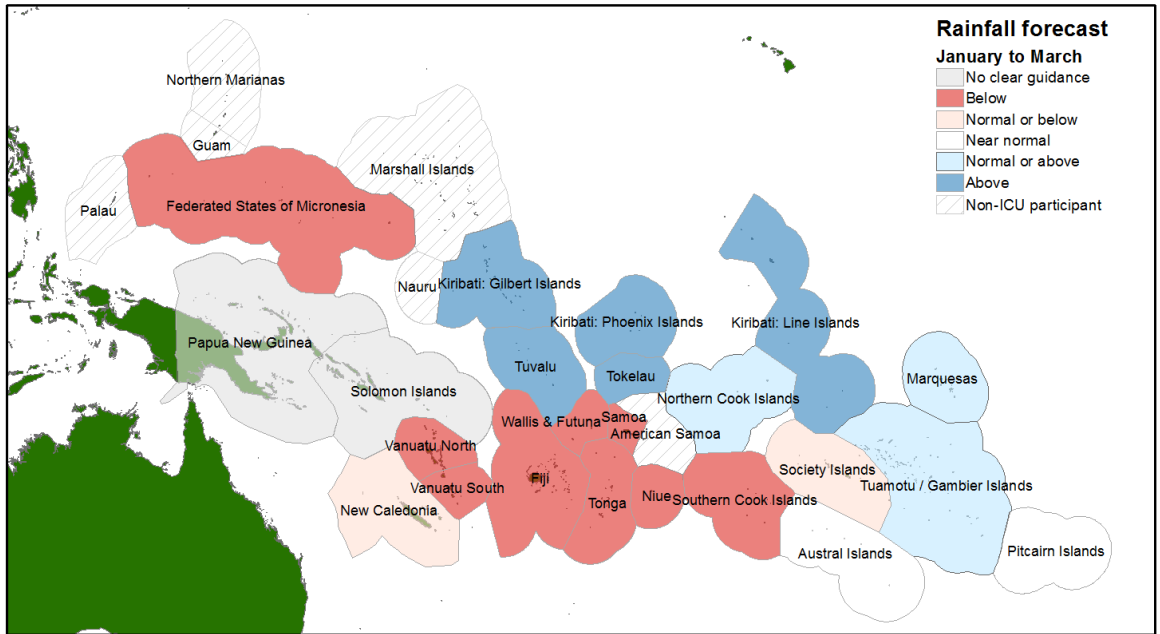 Rainfall forecast
January to March
No clear guidance
Below
Normal or below
Near normal
Normal or above
Above
Non-ICU participant
Northern Marianas
Guam
Marshall Islands
Palau
Federated States of Micronesia
Nauru
Kiribati: Gilbert Islands
Kiribati: Phoenix Islands
Kiribati: Line Islands
Papua New Guinea
Tuvalu
Tokelau
Marquesas
Solomon Islands
Northern Cook Islands
Wallis & Futuna
Samoa
American Samoa
Vanuatu North
Society Islands
Vanuatu South
Fiji
Tuamotu / Gambier Islands
Niue
Southern Cook Islands
Tonga
New Caledonia
Austral Islands
Pitcairn Islands